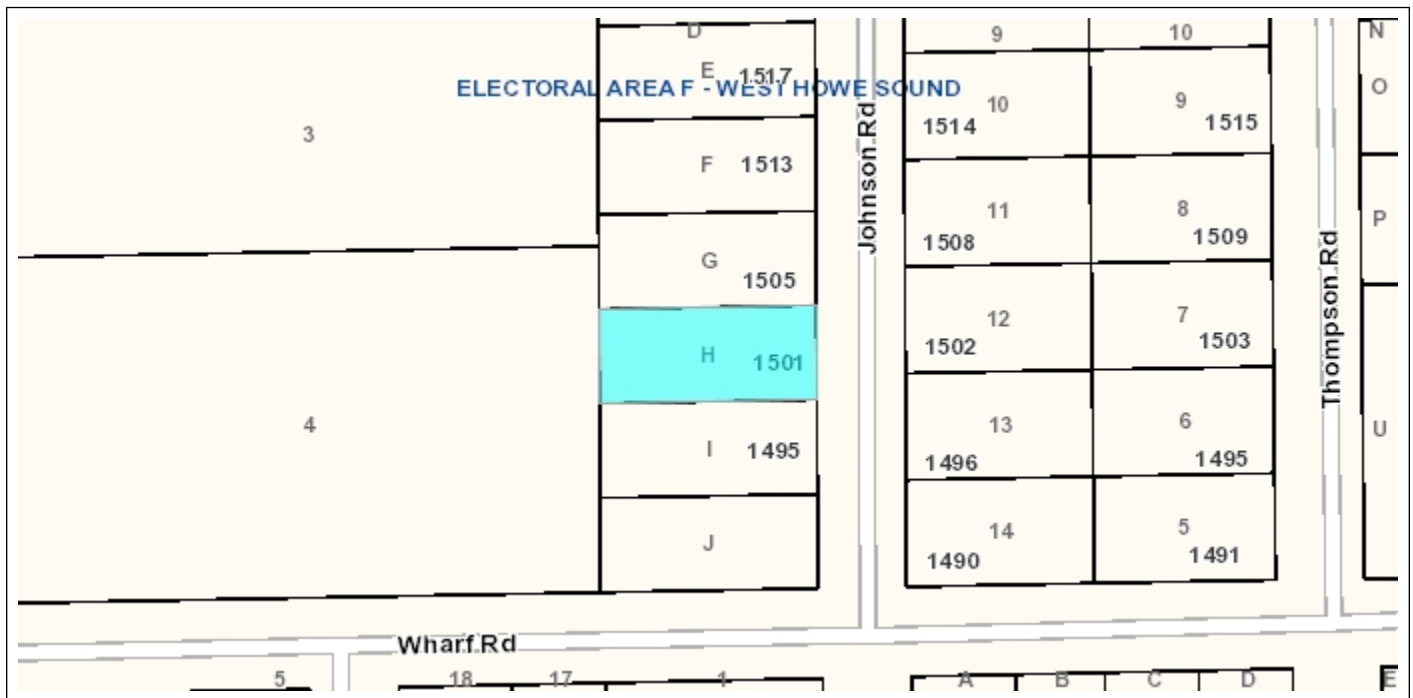 D
9
10
N
E 1517
ELECTORAL AREA F - WEST HOWE SOUND
O
10
1514
9
1515
3
F 1513
Johnson Rd
11
1508
8
1509
P
G
1505
Thompson Rd
12
1502
7
1503
H 1501
4
I 1495
13
1496
6
1495
U
J
14
1490
5
1491
Wharf Rd
5
18
17
1
A
B
C
D
E